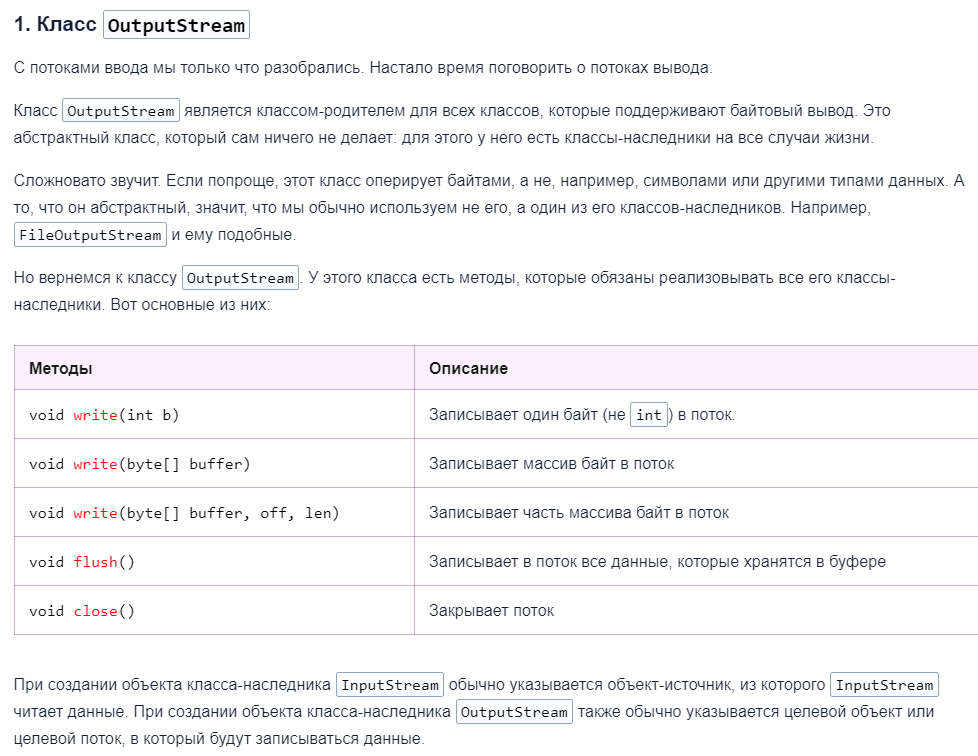 1. Класс OutputStream
С потоками ввода мы только что разобрались. Настало время поговорить о потоках вывода.
Класс OutputStream является классом-родителем для всех классов, которые поддерживают байтовый вывод. Это
абстрактный класс, который сам ничего не делает: для этого у него есть классы-наследники на все случаи жизни.
Сложновато звучит. Если попроще, этот класс оперирует байтами, а не, например, символами или другими типами данных. А
то, что он абстрактный, значит, что мы обычно используем не его, а один из его классов-наследников. Например,
FileOutputStream и ему подобные.
Но вернемся к классу OutputStream. У этого класса есть методы, которые обязаны реализовывать все его классы-
наследники. Вот основные из них:
Методы Описание
void write(int b) Записывает один байт (не int) в поток.
void write(byte[] buffer) Записывает массив байт в поток
void write(byte[] buffer, off, len) Записывает часть массива байт в поток
void flush() Записывает в поток все данные, которые хранятся в буфере
void close() Закрывает поток
При создании объекта класса-наследника InputStream обычно указывается объект-источник, из которого InputStream
читает данные. При создании объекта класса-наследника OutputStream также обычно указывается целевой объект или
целевой поток, в который будут записываться данные.